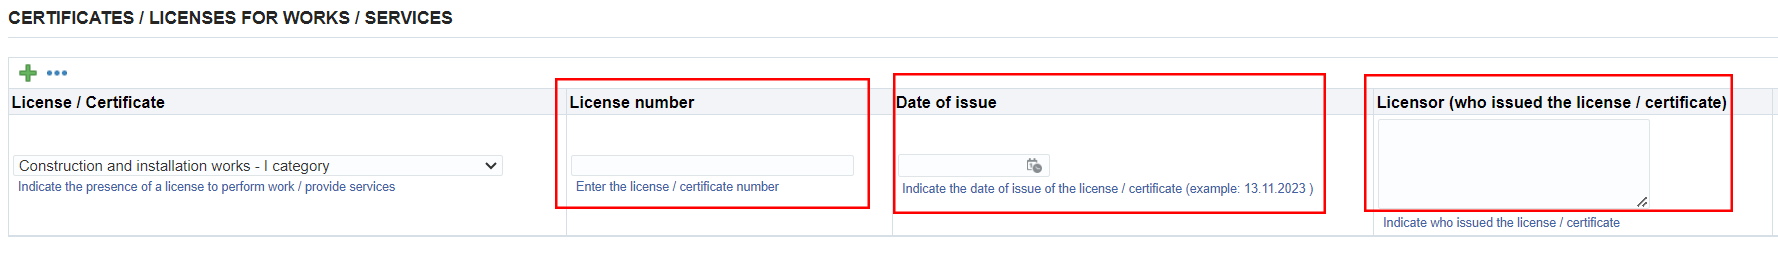 CERTIFICATES / LICENSES FOR WORKS / SERVICES
License / Certificate
License number
Date of issue
Licensor (who issued the license / certificate)
Construction and installation works - I category
Indicate the presence of a license to perform work / provide services
Enter the license / certificate number
Indicate the date of issue of the license / certificate (example: 13.11.2023 )
Indicate who issued the license / certificate